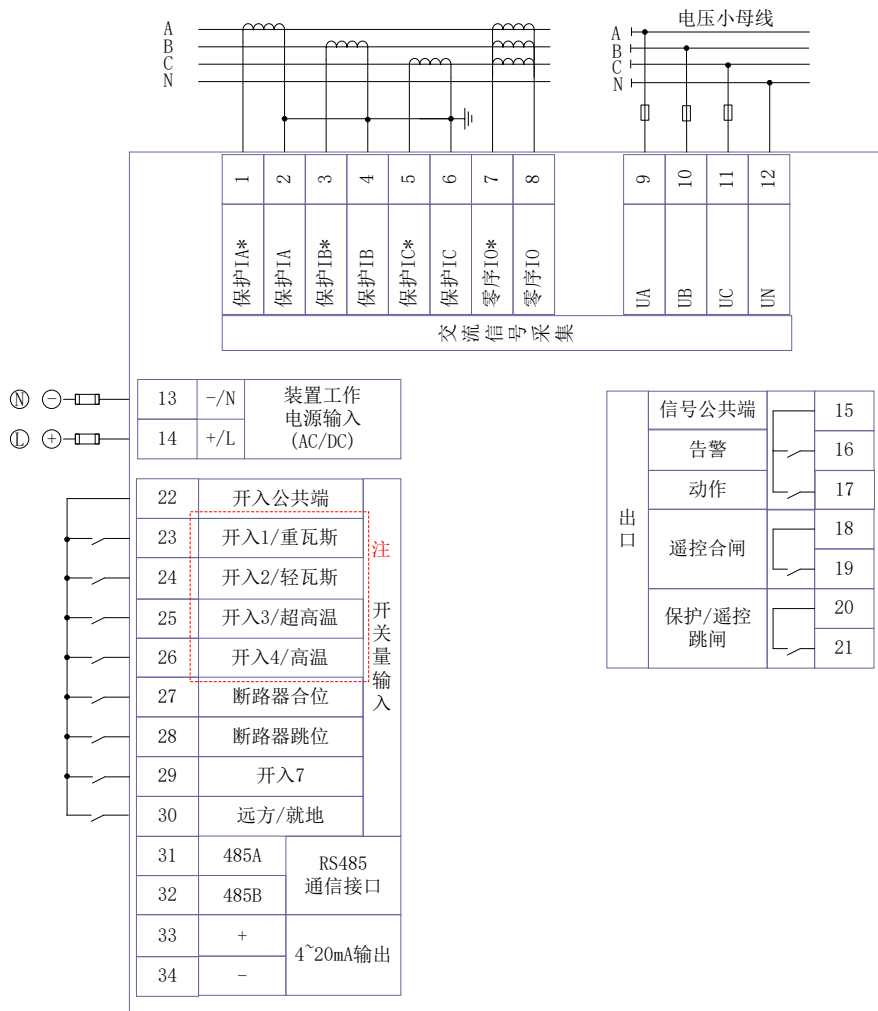 电压小母线
A
B
C
N
A
B
C
N
1
2
3
4
5
6
7
8
9
10
11
12
保护IA*
保护IA
保护IB*
保护IB
保护IC*
保护IC
零序IO*
零序IO
UA
UB
UC
UN
交流信号采集
N
13
-/N
装置工作
电源输入
(AC/DC)
L
14
+/L
22
开入公共端
23
开入1/重瓦斯
注
24
开入2/轻瓦斯
25
开入3/超高温
26
开入4/高温
27
断路器合位
28
断路器跳位
29
开入7
30
远方/就地
开关量输入
31
485A
32
485B
RS485
通信接口
33
+
34
-
4~20mA输出
出口
信号公共端
15
告警
16
动作
17
遥控合闸
18
19
保护/遥控
跳闸
20
21